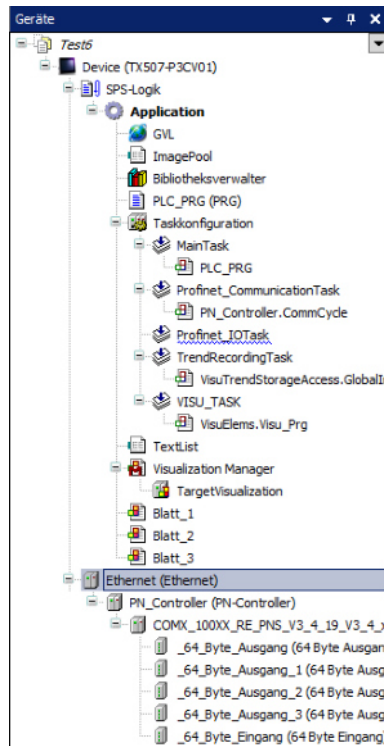 Geräte
Test6
Device (TX507-P3CV01)
SPS-Logik
Application
GVL
ImagePool
Bibliotheksverwalter
PLC_PRG (PRG)
Taskkonfiguration
MainTask
PLC_PRG
Profinet_CommunicationTask
PN_Controller.CommCycle
Profinet_IOTask
TrendRecordingTask
VisuTrendStorageAccess.GlobalIn
VISU_TASK
VisuElems.Visu_Prg
TextList
Visualization Manager
TargetVisualization
Blatt_1
Blatt_2
Blatt_3
Ethernet (Ethernet)
PN_Controller (PN-Controller)
COMX_100XX_RE_PNS_V3_4_19_V3_4_x
_64_Byte_Ausgang (64 Byte Ausgan
_64_Byte_Ausgang_1 (64 Byte Ausg
_64_Byte_Ausgang_2 (64 Byte Ausg
_64_Byte_Ausgang_3 (64 Byte Ausg
_64_Byte_Eingang (64 Byte Eingang)